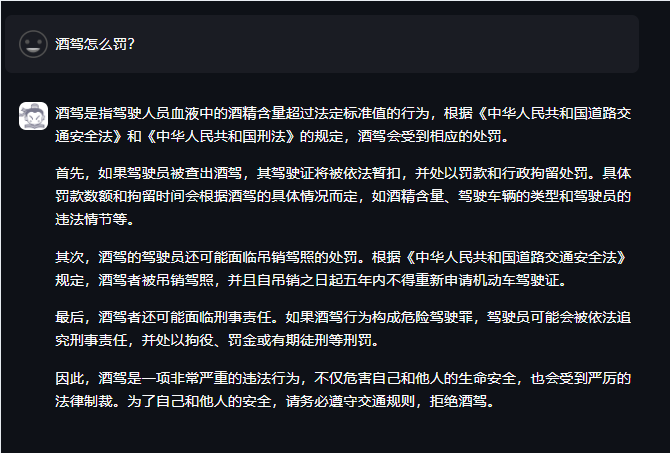 酒驾怎么罚?
酒驾是指驾驶人员血液中的酒精含量超过法定标准值的行为，根据《中华人民共和国道路交
通安全法》和《中华人民共和国刑法》的规定，酒驾会受到相应的处罚。
首先，如果驾驶员被查出酒驾，其驾驶证将被依法暂扣，并处以罚款和行政拘留处罚。具体
罚款数额和拘留时间会根据酒驾的具体情况而定，如酒精含量、驾驶车辆的类型和驾驶员的
违法情节等。
其次，酒驾的驾驶员还可能面临吊销驾照的处罚。根据《中华人民共和国道路交通安全法》
规定，酒驾者被吊销驾照，并且自吊销之日起五年内不得重新申请机动车驾驶证。
最后，酒驾者还可能面临刑事责任。如果酒驾行为构成危险驾驶罪，驾驶员可能会被依法追
究刑事责任，并处以拘役、罚金或有期徒刑等刑罚。
因此，酒驾是一项非常严重的违法行为，不仅危害自己和他人的生命安全，也会受到严厉的
法律制裁。为了自己和他人的安全，请务必遵守交通规则，拒绝酒驾。